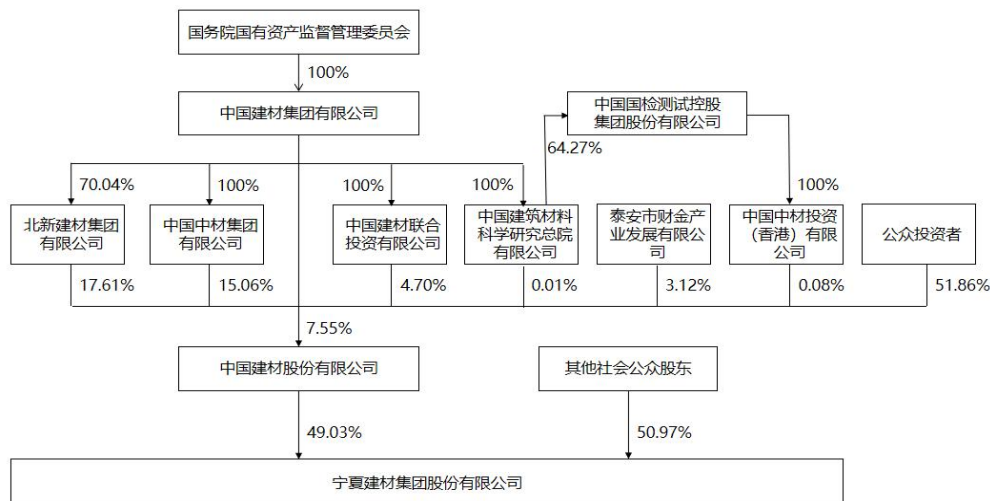 国务院国有资产监督管理委员会
100%
中国建材集团有限公司
中国国检测试控股
集团股份有限公司
64.27%
70.04%
100%
100%
100%
100%
北新建材集团
有限公司
中国中材集团
有限公司
中国建材联合
投资有限公司
中国建筑材料
科学研究总院
有限公司
泰安市财金产
业发展有限公
司
中国中材投资
（香港）有限
公司
公众投资者
17.61%
15.06%
4.70%
0.01%
3.12%
0.08%
51.86%
7.55%
中国建材股份有限公司
其他社会公众股东
49.03%
50.97%
宁夏建材集团股份有限公司